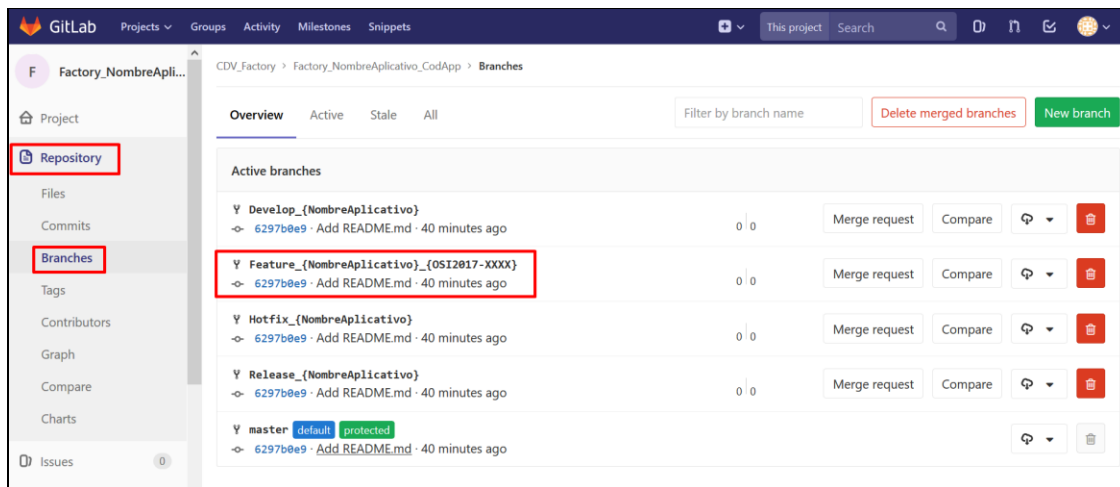 GitLab Projects Groups Activity Milestones Snippets This project Search
F Factory_NombreApli...
CDV_Factory > Factory_NombreAplicativo_CodApp > Branches
Project
Overview Active Stale All Filter by branch name Delete merged branches New branch
Repository
Files
Commits
Branches
Tags
Contributors
Graph
Compare
Charts
Issues 0
Active branches
Develop_{NombreAplicativo}
6297b0e9 · Add README.md · 40 minutes ago
0 0 Merge request Compare
Feature_{NombreAplicativo}_{OSI2017-XXXX}
6297b0e9 · Add README.md · 40 minutes ago
0 0 Merge request Compare
Hotfix_{NombreAplicativo}
6297b0e9 · Add README.md · 40 minutes ago
0 0 Merge request Compare
Release_{NombreAplicativo}
6297b0e9 · Add README.md · 40 minutes ago
0 0 Merge request Compare
master default protected
6297b0e9 · Add README.md · 40 minutes ago